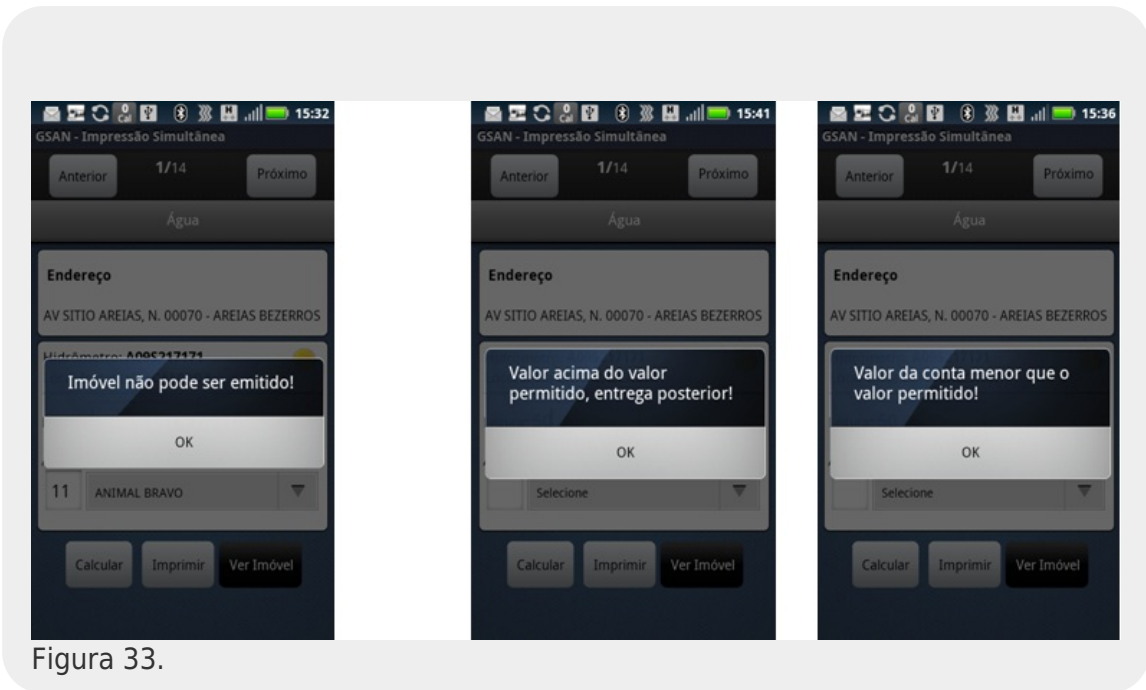 15:32
GSAN - Impressão Simultânea
Anterior
1/14
Próximo
Água
Endereço
AV SITIO AREIAS, N. 00070 - AREIAS BEZERROS
Hidrômetro: A09S217171
Imóvel não pode ser emitido!
OK
11 ANIMAL BRAVO
Calcular Imprimir Ver Imóvel
15:41
GSAN - Impressão Simultânea
Anterior
1/14
Próximo
Água
Endereço
AV SITIO AREIAS, N. 00070 - AREIAS BEZERROS
Valor acima do valor
permitido, entrega posterior!
OK
Selecione
Calcular Imprimir Ver Imóvel
15:36
GSAN - Impressão Simultânea
Anterior
1/14
Próximo
Água
Endereço
AV SITIO AREIAS, N. 00070 - AREIAS BEZERROS
Valor da conta menor que o
valor permitido!
OK
Selecione
Calcular Imprimir Ver Imóvel
Figura 33.